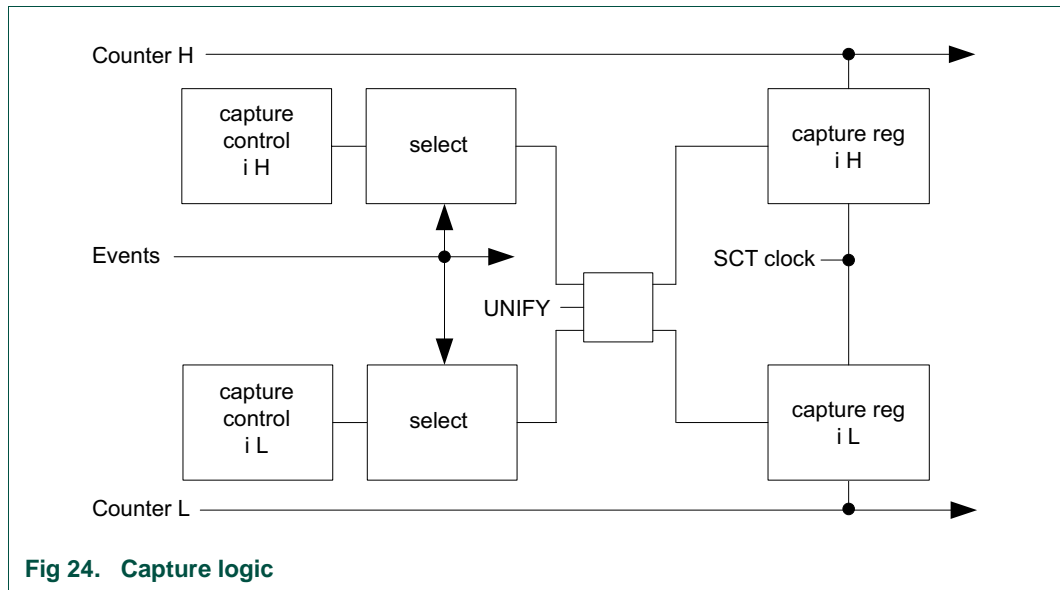 Counter H
capture
control
i H
select
capture reg
i H
Events
SCT clock
UNIFY
capture
control
i L
select
capture reg
i L
Counter L
Fig 24. Capture logic